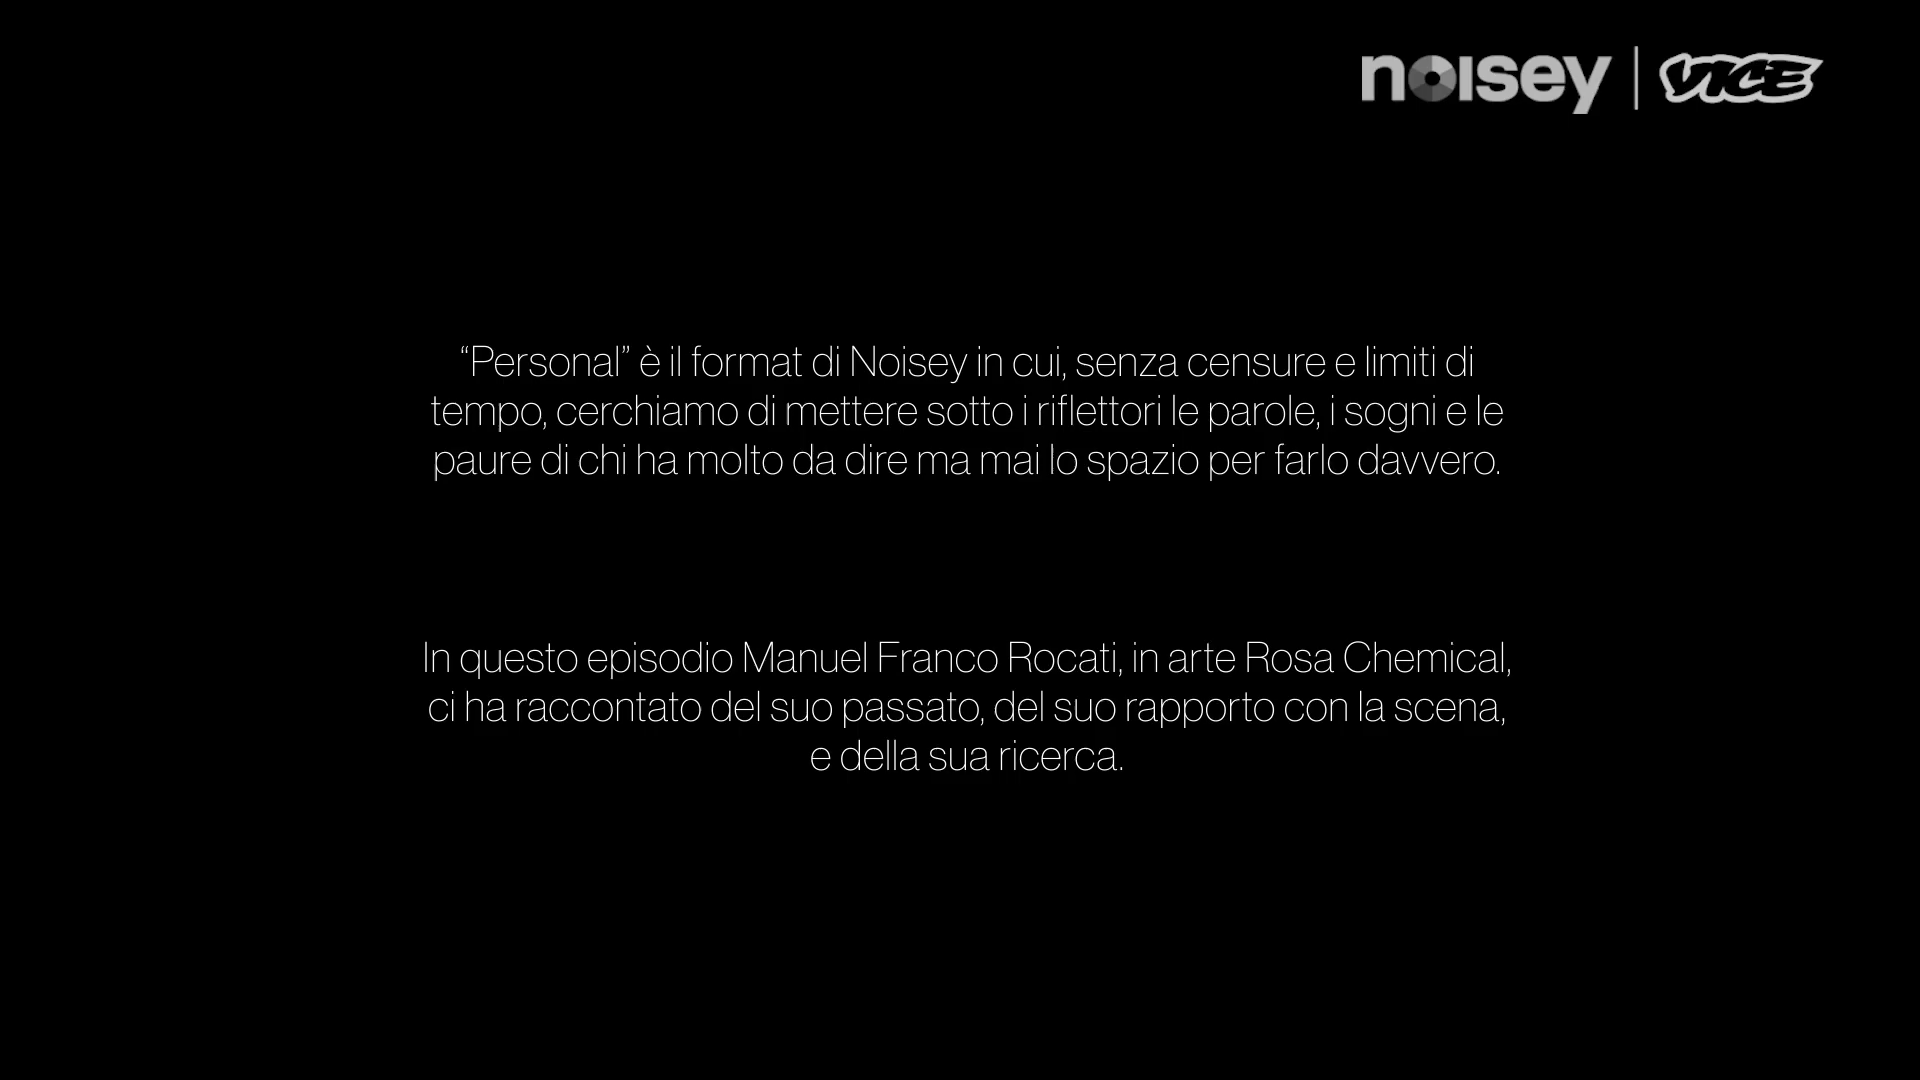 noisey | VICE
“Personal” è il format di Noisey in cui, senza censure e limiti di
tempo, cerchiamo di mettere sotto i riflettori le parole, i sogni e le
paure di chi ha molto da dire ma mai lo spazio per farlo davvero.
In questo episodio Manuel Franco Rocati, in arte Rosa Chemical,
ci ha raccontato del suo passato, del suo rapporto con la scena,
e della sua ricerca.